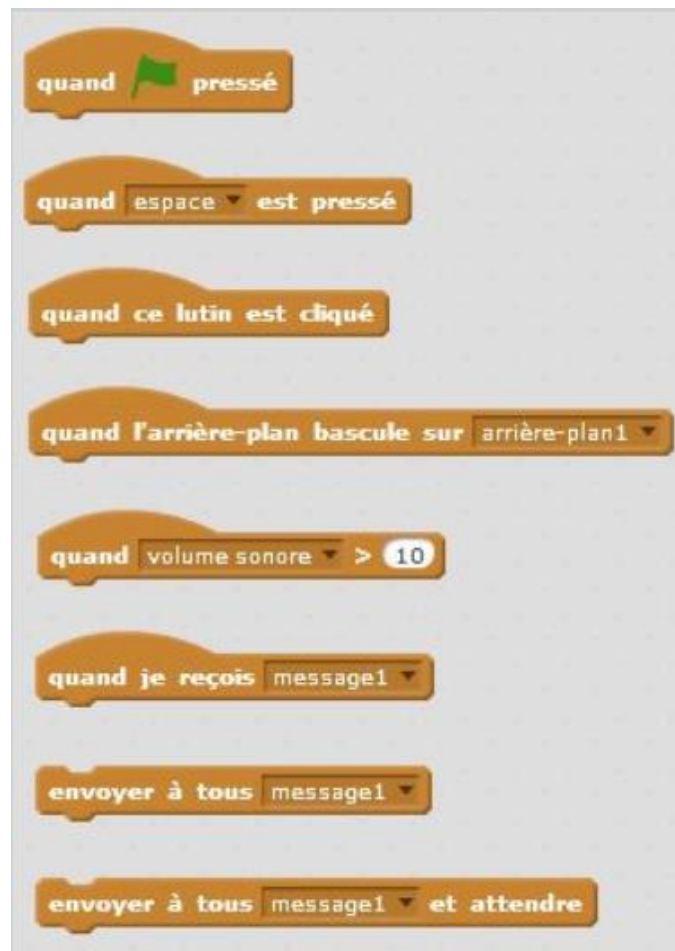 quand pressé
quand espace est pressé
quand ce lutin est cliqué
quand l'arrière-plan bascule sur arrière-plan1
quand volume sonore > 10
quand je reçois message1
envoyer à tous message1
envoyer à tous message1 et attendre